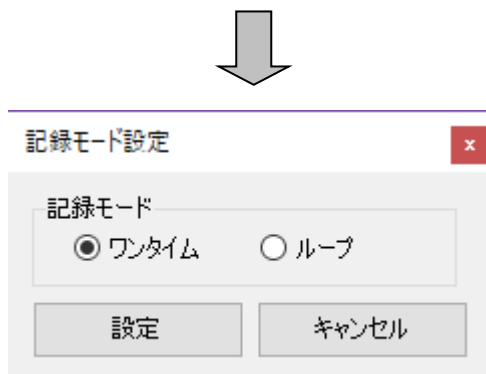 記録モード設定
x
記録モード
ワンタイム ループ
設定 キャンセル